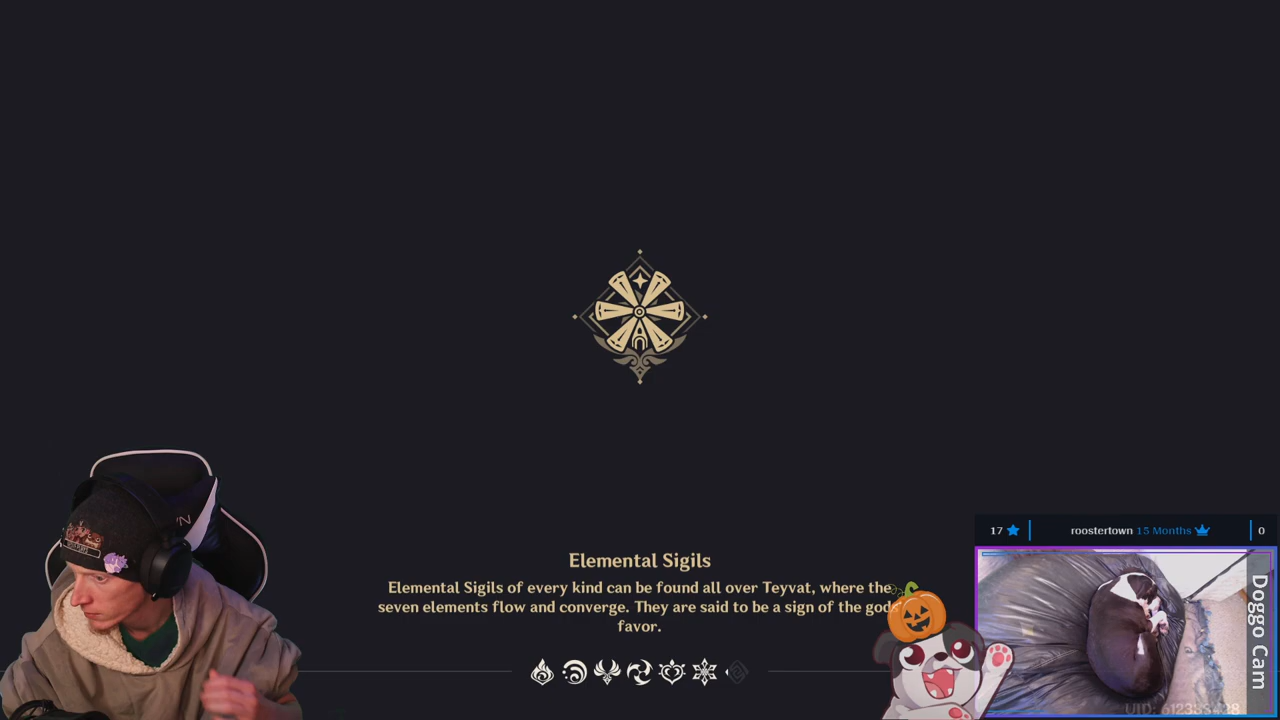 17
roostertown 15 Months
0
Elemental Sigils
Elemental Sigils of every kind can be found all over Teyvat, where the
seven elements flow and converge. They are said to be a sign of the gods
favor.
Doggo Cam